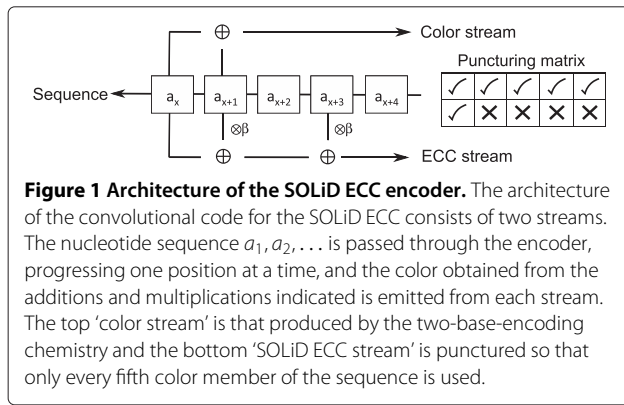 Color stream
Puncturing matrix
Sequence
aₓ aₓ₊₁ aₓ₊₂ aₓ₊₃ aₓ₊₄
✓ ✓ ✓ ✓ ✓
✓ ✕ ✕ ✕ ✕
⊗β ⊗β
ECC stream
Figure 1 Architecture of the SOLiD ECC encoder. The architecture
of the convolutional code for the SOLiD ECC consists of two streams.
The nucleotide sequence a₁, a₂, ... is passed through the encoder,
progressing one position at a time, and the color obtained from the
additions and multiplications indicated is emitted from each stream.
The top ‘color stream’ is that produced by the two-base-encoding
chemistry and the bottom ‘SOLiD ECC stream’ is punctured so that
only every fifth color member of the sequence is used.